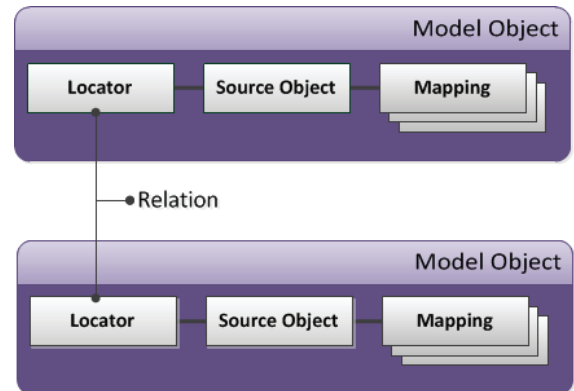 Model Object
Locator Source Object Mapping
Relation
Model Object
Locator Source Object Mapping